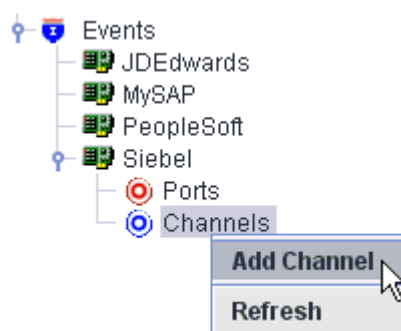 Events
JDEdwards
MySAP
PeopleSoft
Siebel
Ports
Channels
Add Channel
Refresh